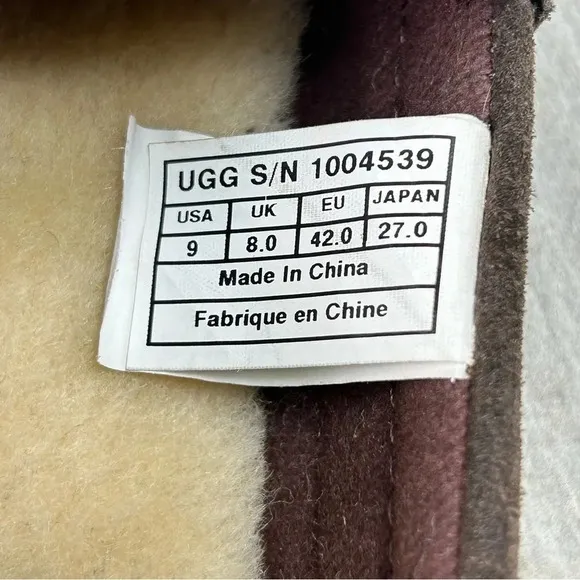 UGG S/N 1004539
USA UK EU JAPAN
9 8.0 42.0 27.0
Made In China
Fabrique en Chine